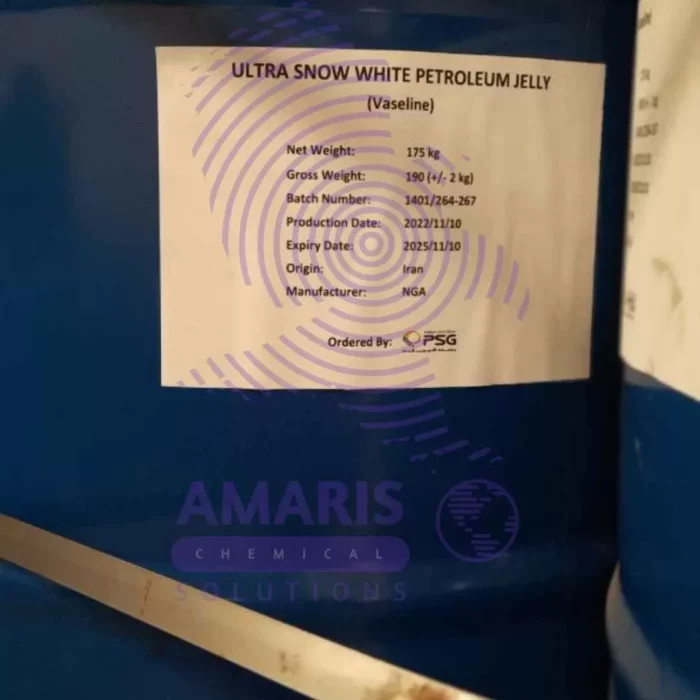 ULTRA SNOW WHITE PETROLEUM JELLY
(Vaseline)
Net Weight: 175 kg
Gross Weight: 190 (+/- 2 kg)
Batch Number: 1401/264-267
Production Date: 2022/11/10
Expiry Date: 2025/11/10
Origin: Iran
Manufacturer: NGA
Ordered By: PSG
AMARIS
CHEMICAL
SOLUTIONS